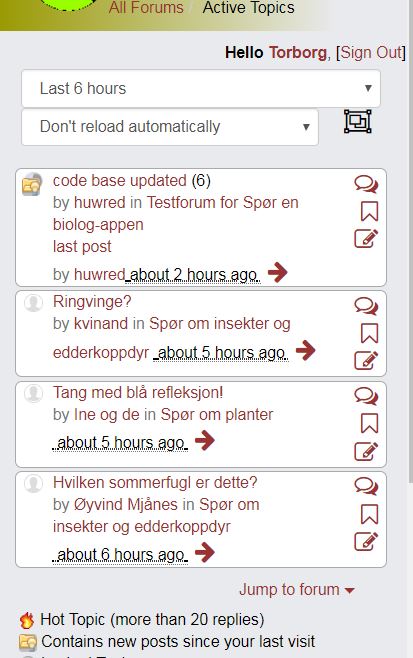 All Forums / Active Topics
Hello Torborg, [Sign Out]
Last 6 hours
Don't reload automatically
code base updated (6)
by huwred in Testforum for Spør en
biolog-appen
last post
by huwred about 2 hours ago
Ringvinge?
by kvinand in Spør om insekter og
edderkoppdyr about 5 hours ago
Tang med blå refleksjon!
by Ine og de in Spør om planter
about 5 hours ago
Hvilken sommerfugl er dette?
by Øyvind Mjånes in Spør om
insekter og edderkoppdyr
about 6 hours ago
Jump to forum
Hot Topic (more than 20 replies)
Contains new posts since your last visit